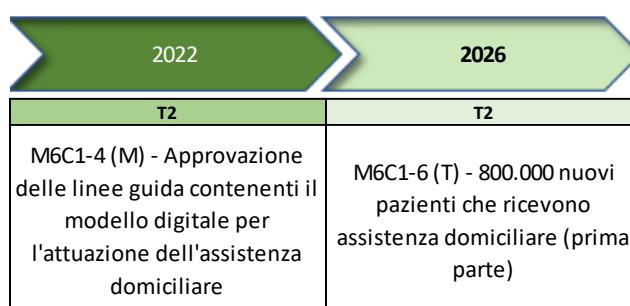 2022
2026
T2
T2
M6C1-4 (M) - Approvazione
delle linee guida contenenti il
modello digitale per
l'attuazione dell'assistenza
domiciliare
M6C1-6 (T) - 800.000 nuovi
pazienti che ricevono
assistenza domiciliare (prima
parte)